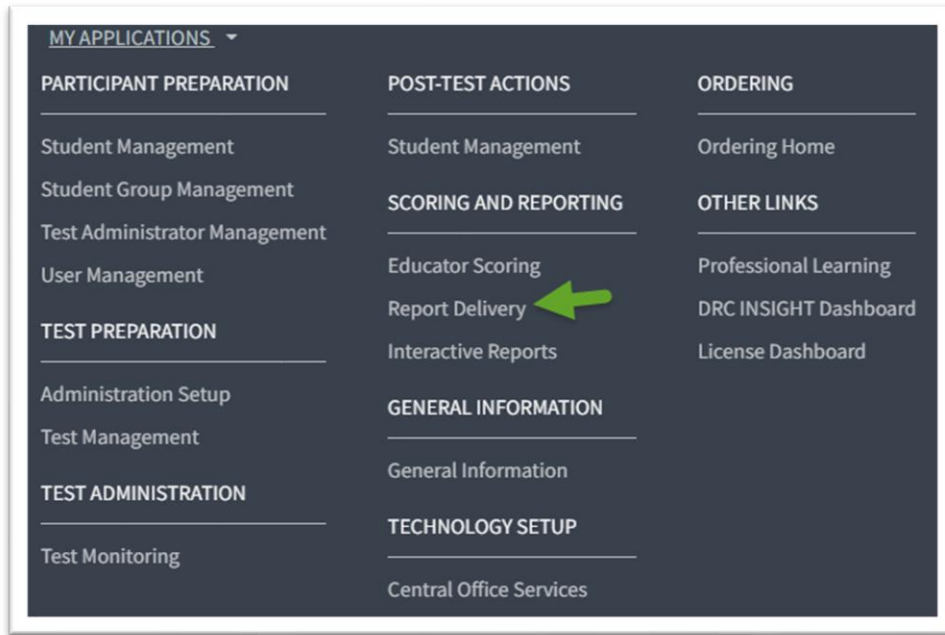 MY APPLICATIONS
PARTICIPANT PREPARATION
Student Management
Student Group Management
Test Administrator Management
User Management
TEST PREPARATION
Administration Setup
Test Management
TEST ADMINISTRATION
Test Monitoring
POST-TEST ACTIONS
Student Management
SCORING AND REPORTING
Educator Scoring
Report Delivery
Interactive Reports
GENERAL INFORMATION
General Information
TECHNOLOGY SETUP
Central Office Services
ORDERING
Ordering Home
OTHER LINKS
Professional Learning
DRC INSIGHT Dashboard
License Dashboard